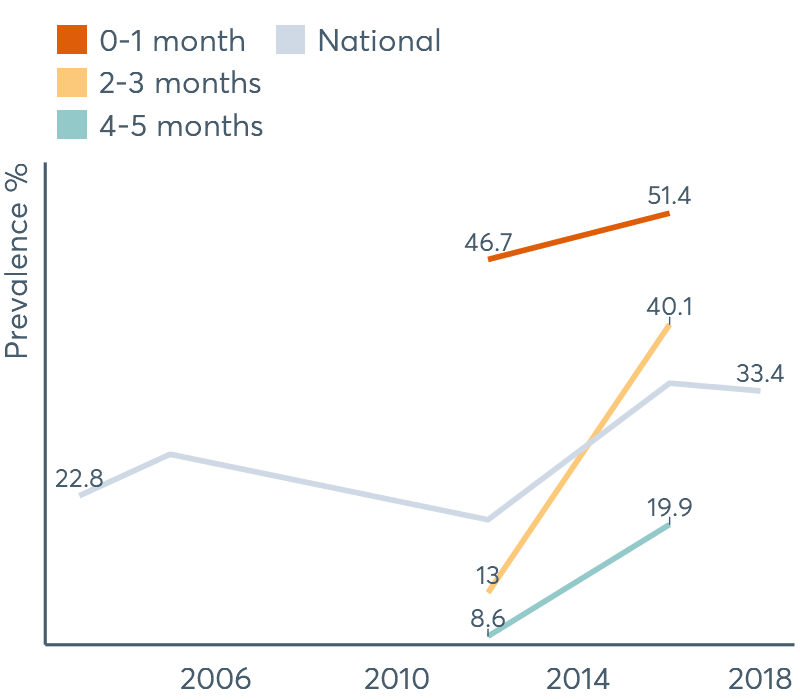 0-1 month National
2-3 months
4-5 months
Prevalence %
51.4
46.7
40.1
33.4
22.8
19.9
13
8.6
2006 2010 2014 2018